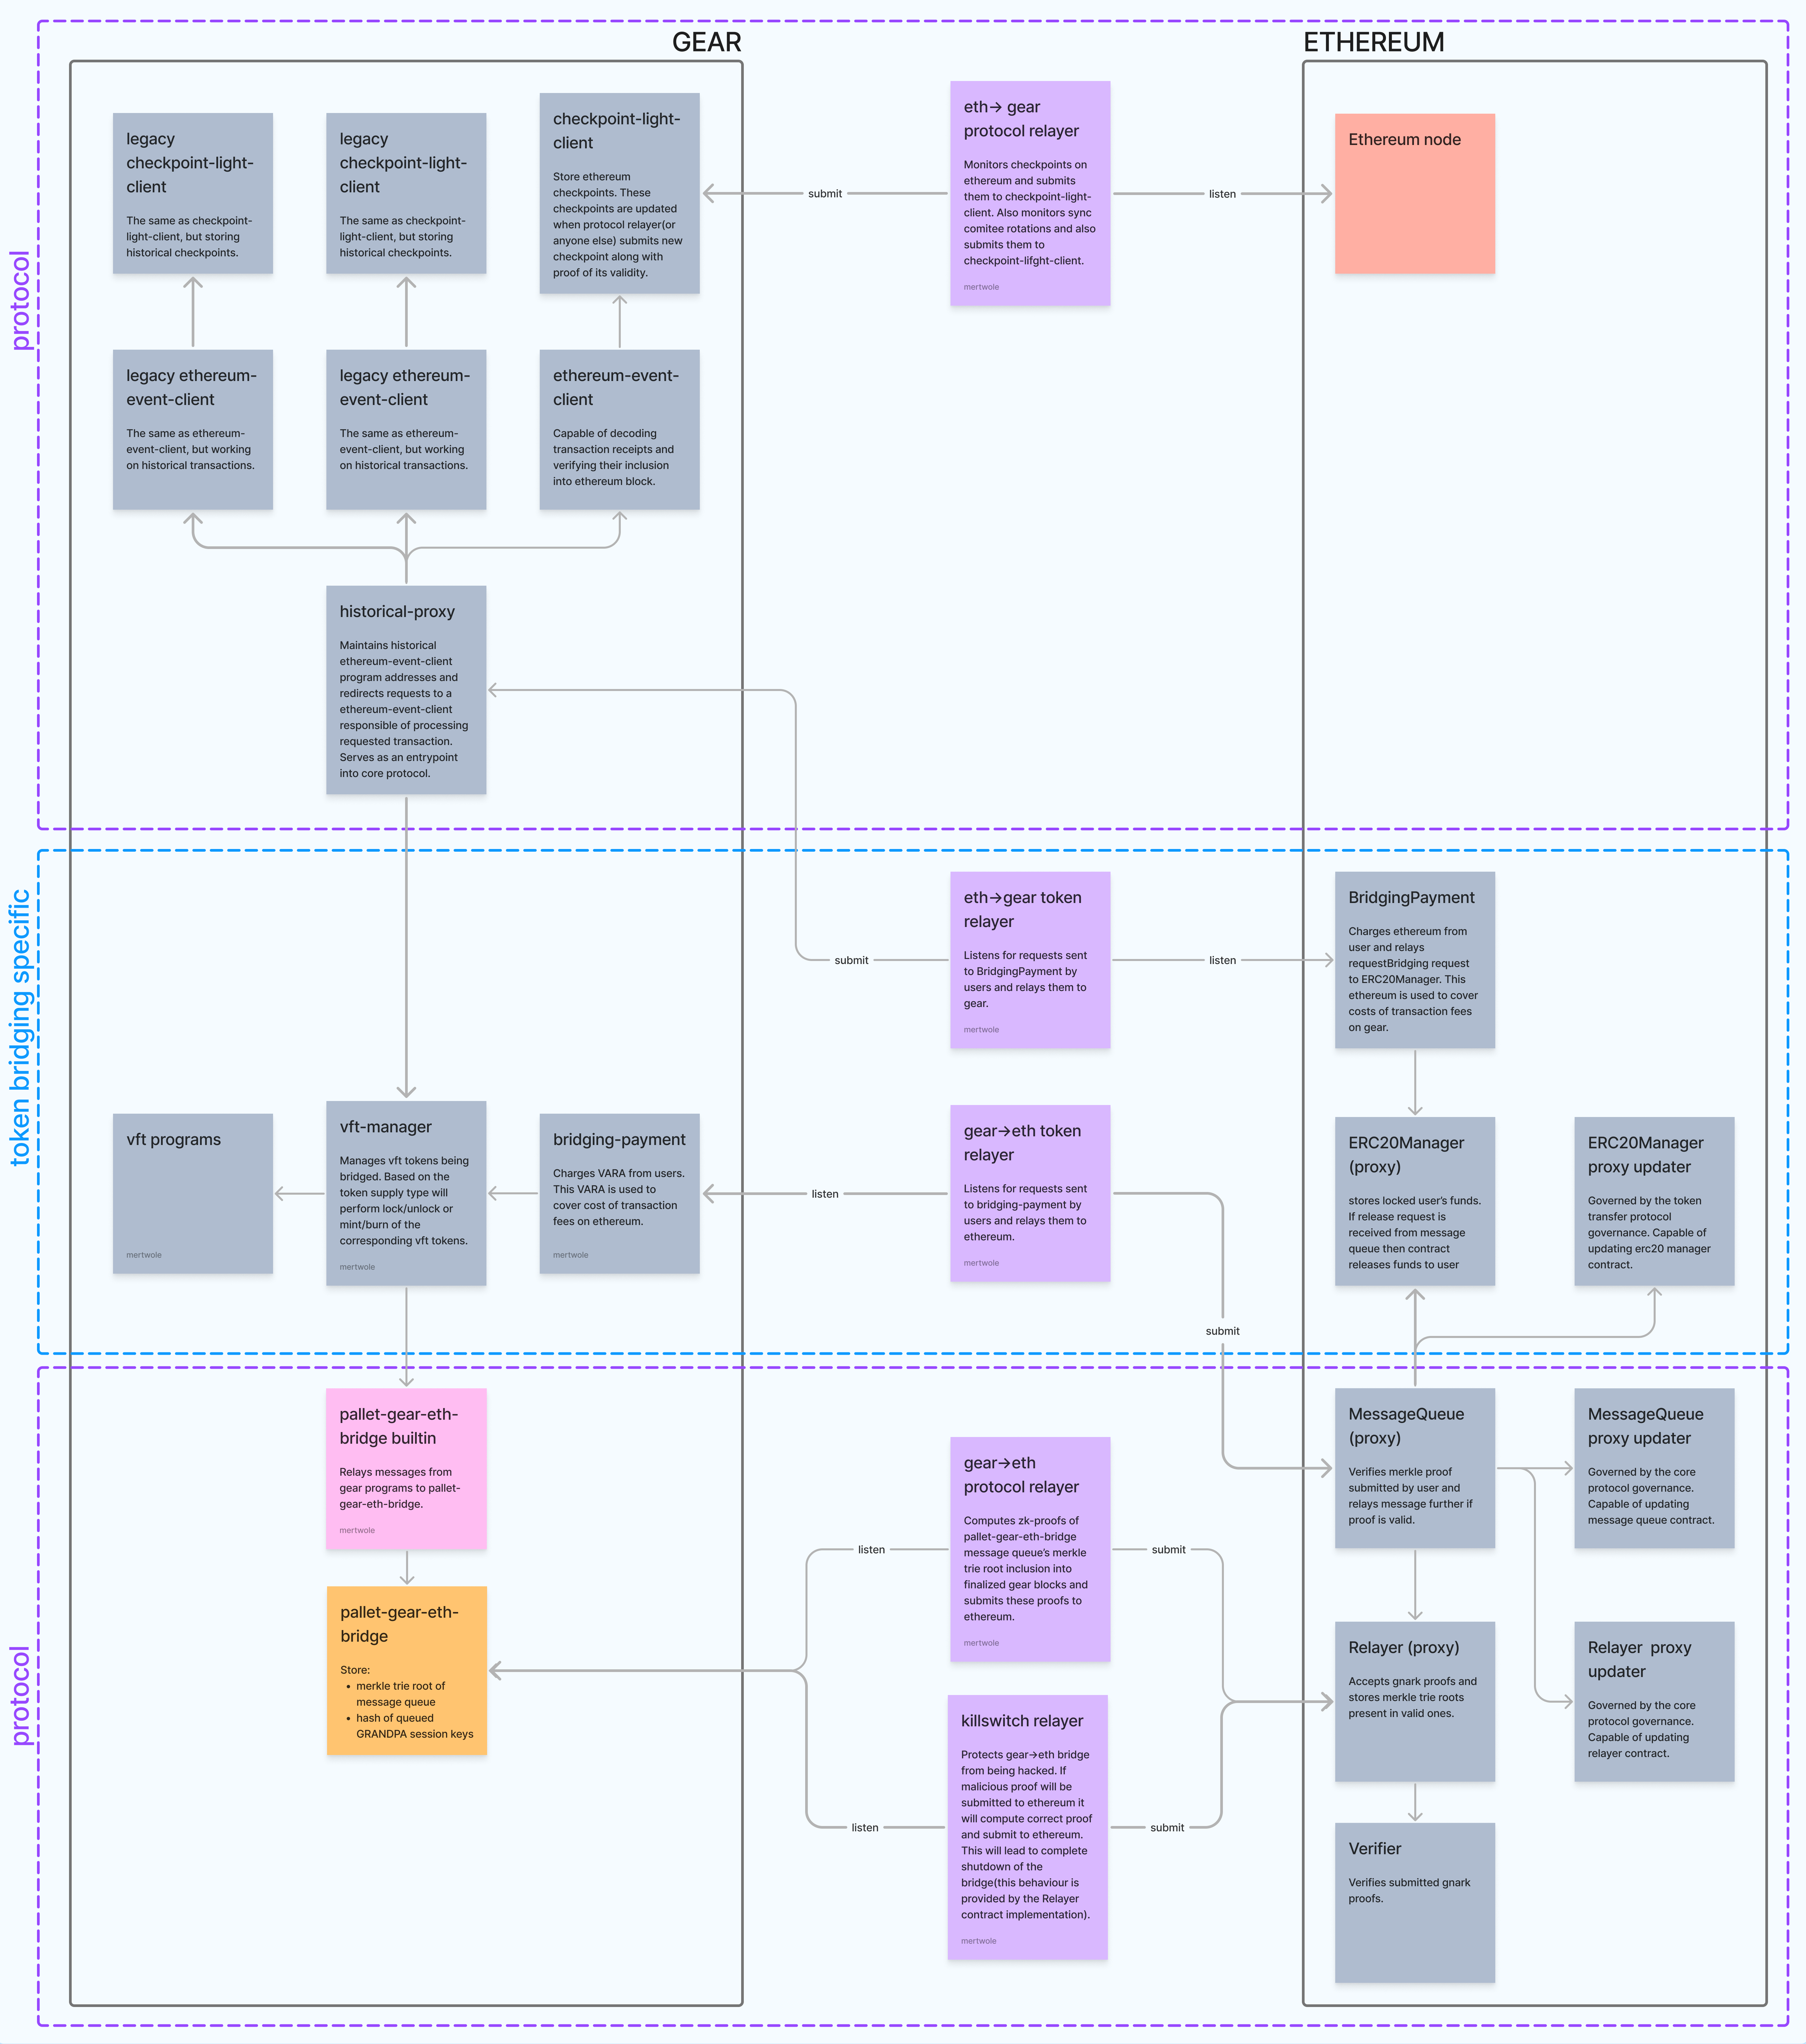 GEAR
ETHEREUM
protocol
legacy
checkpoint-light-
client
The same as checkpoint-
light-client, but storing
historical checkpoints.
legacy
checkpoint-light-
client
The same as checkpoint-
light-client, but storing
historical checkpoints.
checkpoint-light-
client
Store ethereum
checkpoints. These
checkpoints are updated
when protocol relayer(or
anyone else) submits new
checkpoint along with
proof of its validity.
submit
eth→ gear
protocol relayer
Monitors checkpoints on
ethereum and submits
them to checkpoint-light-
client. Also monitors sync
comitee rotations and also
submits them to
checkpoint-lifght-client.
mertwole
listen
Ethereum node
legacy ethereum-
event-client
The same as ethereum-
event-client, but working
on historical transactions.
legacy ethereum-
event-client
The same as ethereum-
event-client, but working
on historical transactions.
ethereum-event-
client
Capable of decoding
transaction receipts and
verifying their inclusion
into ethereum block.
historical-proxy
Maintains historical
ethereum-event-client
program addresses and
redirects requests to a
ethereum-event-client
responsible of processing
requested transaction.
Serves as an entrypoint
into core protocol.
token bridging specific
submit
eth→gear token
relayer
Listens for requests sent
to BridgingPayment by
users and relays them to
gear.
mertwole
listen
BridgingPayment
Charges ethereum from
user and relays
requestBridging request
to ERC20Manager. This
ethereum is used to cover
costs of transaction fees
on gear.
vft programs
mertwole
vft-manager
Manages vft tokens being
bridged. Based on the
token supply type will
perform lock/unlock or
mint/burn of the
corresponding vft tokens.
mertwole
bridging-payment
Charges VARA from users.
This VARA is used to
cover cost of transaction
fees on ethereum.
mertwole
listen
gear→eth token
relayer
Listens for requests sent
to bridging-payment by
users and relays them to
ethereum.
mertwole
submit
ERC20Manager
(proxy)
stores locked user's funds.
If release request is
received from message
queue then contract
releases funds to user
ERC20Manager
proxy updater
Governed by the token
transfer protocol
governance. Capable of
updating erc20 manager
contract.
protocol
pallet-gear-eth-
bridge builtin
Relays messages from
gear programs to pallet-
gear-eth-bridge.
mertwole
pallet-gear-eth-
bridge
Store:
• merkle trie root of
message queue
• hash of queued
GRANDPA session keys
listen
gear→eth
protocol relayer
Computes zk-proofs of
pallet-gear-eth-bridge
message queue's merkle
trie root inclusion into
finalized gear blocks and
submits these proofs to
ethereum.
mertwole
submit
listen
killswitch relayer
Protects gear→eth bridge
from being hacked. If
malicious proof will be
submitted to ethereum it
will compute correct proof
and submit to ethereum.
This will lead to complete
shutdown of the
bridge(this behaviour is
provided by the Relayer
contract implementation).
mertwole
submit
MessageQueue
(proxy)
Verifies merkle proof
submitted by user and
relays message further if
proof is valid.
MessageQueue
proxy updater
Governed by the core
protocol governance.
Capable of updating
message queue contract.
Relayer (proxy)
Accepts gnark proofs and
stores merkle trie roots
present in valid ones.
Relayer proxy
updater
Governed by the core
protocol governance.
Capable of updating
relayer contract.
Verifier
Verifies submitted gnark
proofs.